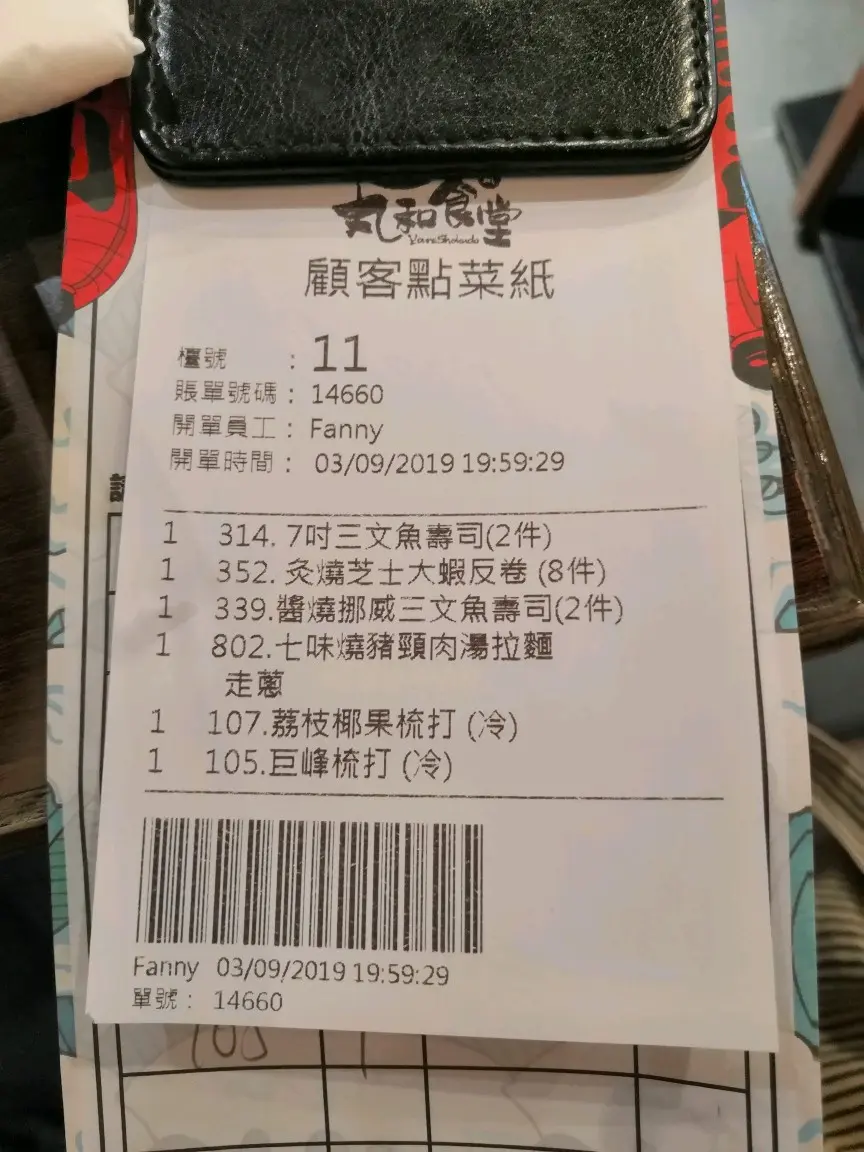 丸和食堂
顧客點菜紙
檯號 : 11
賬單號碼 : 14660
開單員工 : Fanny
開單時間 : 03/09/2019 19:59:29
1 314. 7吋三文魚壽司(2件)
1 352. 炙燒芝士大蝦反卷 (8件)
1 339.醬燒挪威三文魚壽司(2件)
1 802.七味燒豬頸肉湯拉麵
走蔥
1 107.荔枝椰果梳打 (冷)
1 105.巨峰梳打 (冷)
Fanny 03/09/2019 19:59:29
單號 : 14660